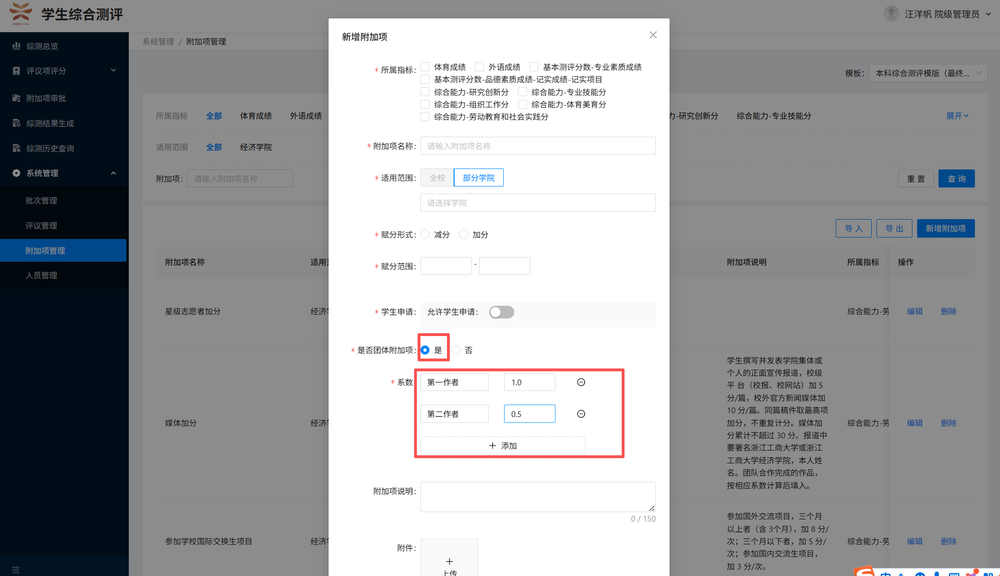 学生综合测评
HONG YUN
汪洋帆 院级管理员
综测总览
评议项评分
附加项审批
综测结果生成
综测历史查询
系统管理
批次管理
评议管理
附加项管理
人员管理
系统管理 / 附加项管理
模板: 本科综合测评模版（最终...
所属指标 全部 体育成绩 外语成绩
力-研究创新分 综合能力-专业技能分 展开
适用范围 全部 经济学院
附加项: 请输入附加项名称
重 置 查 询
导 入 导 出 新增附加项
附加项名称 适用范
附加项说明 所属指标 操作
星级志愿者加分 经济学
综合能力-劳 编辑 删除
媒体加分 经济学
学生撰写并发表学院集体或
个人的正面宣传报道，校级
平 台（校报、校网站）加 5
分/篇，校外官方新闻媒体加
10 分/篇。同篇稿件取最高项
加分，不重复计分。媒体加
分累计不超过 30 分。报道中
要署名浙江工商大学或浙江
工商大学经济学院，本人姓
名。团队合作完成的作品，
按相应系数计算后填入。
综合能力-劳 编辑 删除
参加学校国际交换生项目 经济学
参加国外交流项目，三个月
以上者（含 3个月），加 8 分/
次；三个月以下者，加 5 分/
次；参加国内交流生项目，
加 3 分/次。
综合能力-劳 编辑 删除
新增附加项
* 所属指标: 体育成绩 外语成绩 基本测评分数-专业素质成绩
基本测评分数-品德素质成绩-记实成绩-记实项目
综合能力-研究创新分 综合能力-专业技能分
综合能力-组织工作分 综合能力-体育美育分
综合能力-劳动教育和社会实践分
* 附加项名称: 请输入附加项名称
* 适用范围: 全校 部分学院
请选择学院
* 赋分形式: 减分 加分
* 赋分范围: -
* 学生申请: 允许学生申请:
* 是否团体附加项: 是 否
* 系数 第一作者 1.0
第二作者 0.5
+ 添加
附加项说明:
0 / 150
附件:
+
上传